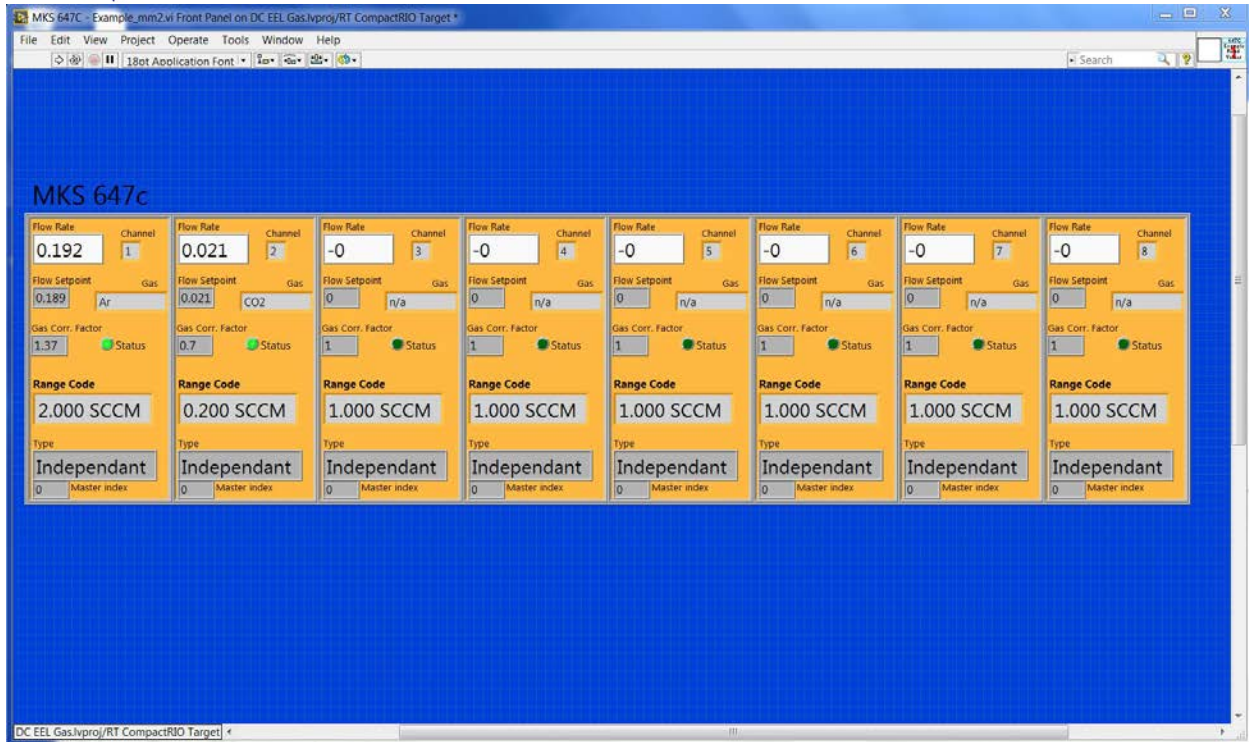 MKS 647C - Example_mm2.vi Front Panel on DC EEL Gas.lvproj/RT CompactRIO Target *
File Edit View Project Operate Tools Window Help
18pt Application Font Search
MKS 647c
Flow Rate Channel Flow Rate Channel Flow Rate Channel Flow Rate Channel Flow Rate Channel Flow Rate Channel Flow Rate Channel Flow Rate Channel
0.192 1 0.021 2 -0 3 -0 4 -0 5 -0 6 -0 7 -0 8
Flow Setpoint Gas Flow Setpoint Gas Flow Setpoint Gas Flow Setpoint Gas Flow Setpoint Gas Flow Setpoint Gas Flow Setpoint Gas Flow Setpoint Gas
0.189 Ar 0.021 CO2 0 n/a 0 n/a 0 n/a 0 n/a 0 n/a 0 n/a
Gas Corr. Factor Gas Corr. Factor Gas Corr. Factor Gas Corr. Factor Gas Corr. Factor Gas Corr. Factor Gas Corr. Factor Gas Corr. Factor
1.37 Status 0.7 Status 1 Status 1 Status 1 Status 1 Status 1 Status 1 Status
Range Code Range Code Range Code Range Code Range Code Range Code Range Code Range Code
2.000 SCCM 0.200 SCCM 1.000 SCCM 1.000 SCCM 1.000 SCCM 1.000 SCCM 1.000 SCCM 1.000 SCCM
Type Type Type Type Type Type Type Type
Independant Independant Independant Independant Independant Independant Independant Independant
0 Master index 0 Master index 0 Master index 0 Master index 0 Master index 0 Master index 0 Master index 0 Master index
DC EEL Gas.lvproj/RT CompactRIO Target